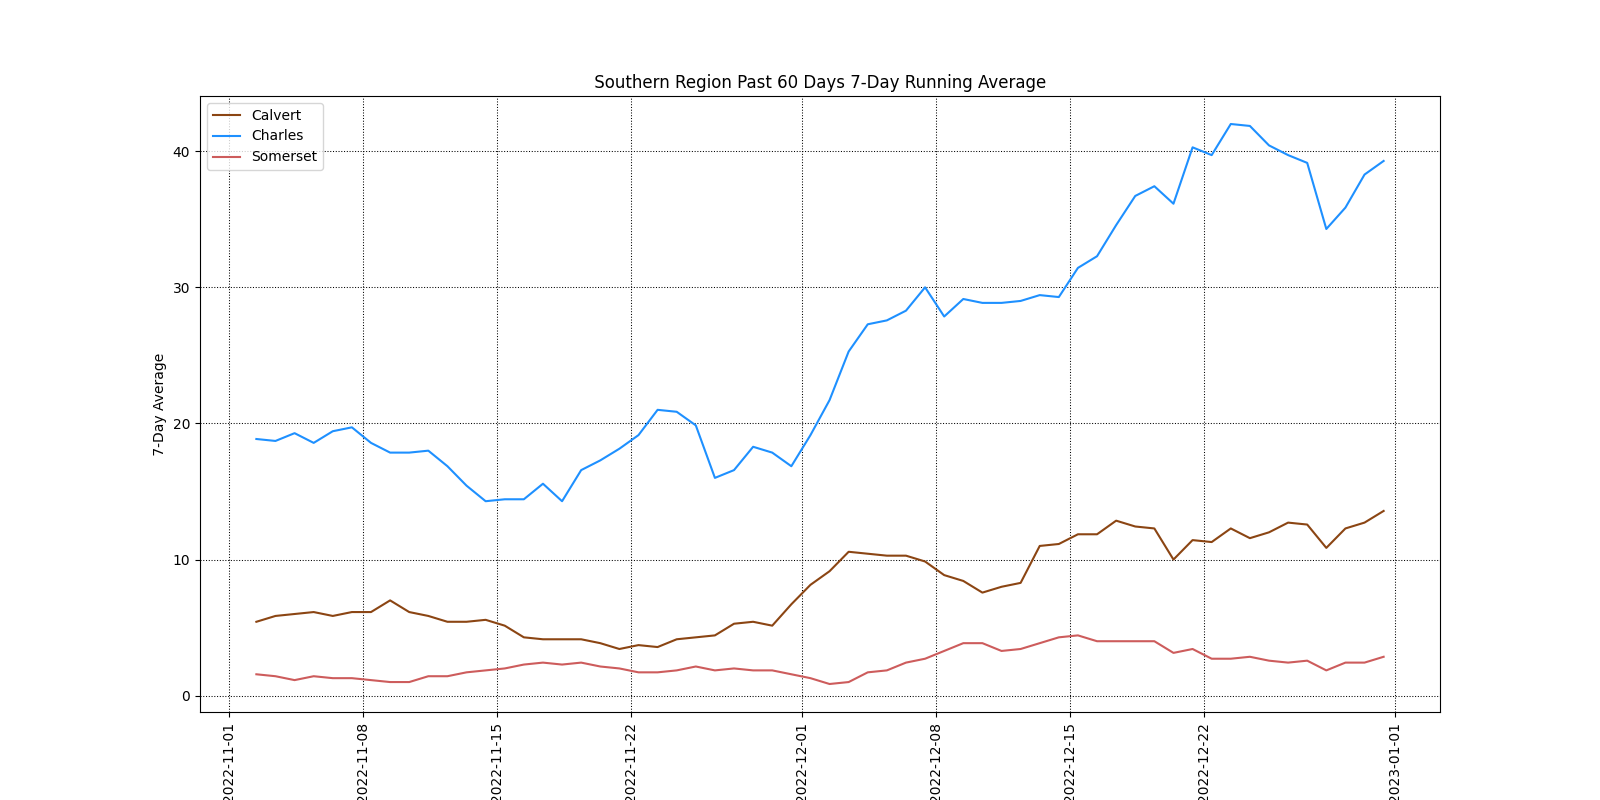 Southern Region Past 60 Days 7-Day Running Average
Calvert
Charles
Somerset
7-Day Average
40
30
20
10
0
2022-11-01
2022-11-08
2022-11-15
2022-11-22
2022-12-01
2022-12-08
2022-12-15
2022-12-22
2023-01-01